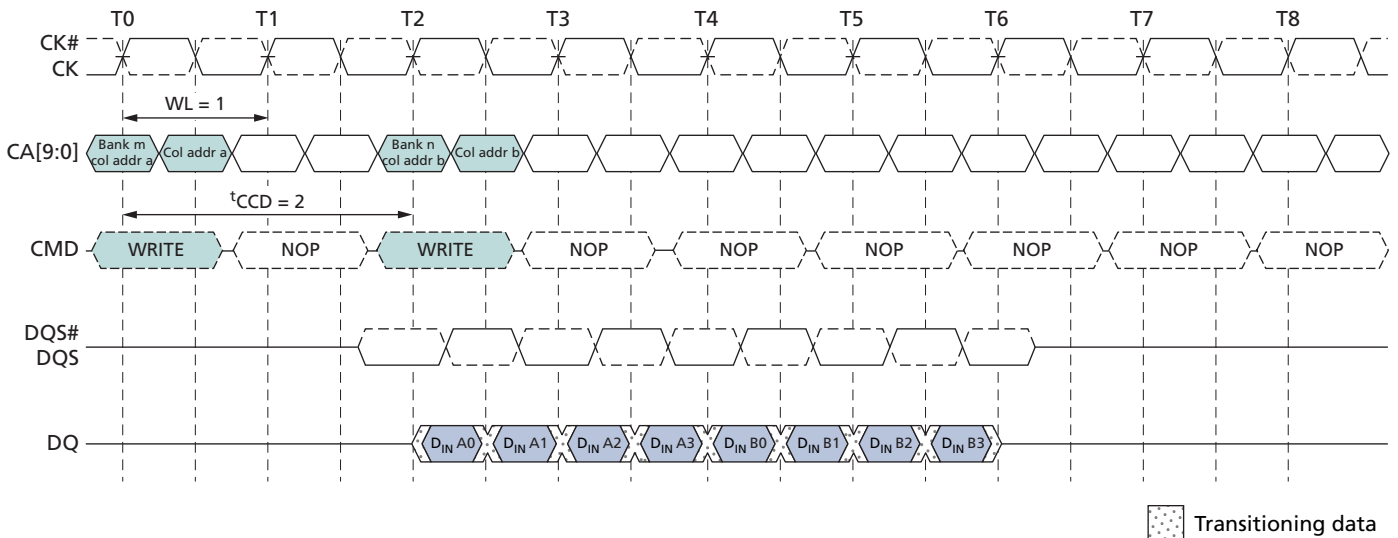 T0 T1 T2 T3 T4 T5 T6 T7 T8
CK#
CK
WL = 1
CA[9:0]
Bank m
col addr a
Col addr a
Bank n
col addr b
Col addr b
tCCD = 2
CMD WRITE NOP WRITE NOP NOP NOP NOP NOP NOP
DQS#
DQS
DQ DIN A0 DIN A1 DIN A2 DIN A3 DIN B0 DIN B1 DIN B2 DIN B3
Transitioning data